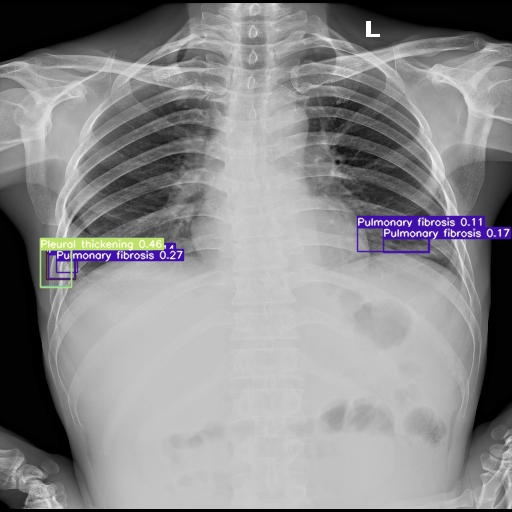 L
Pulmonary fibrosis 0.11
Pulmonary fibrosis 0.17
Pleural thickening 0.46
Pulmonary fibrosis 0.27